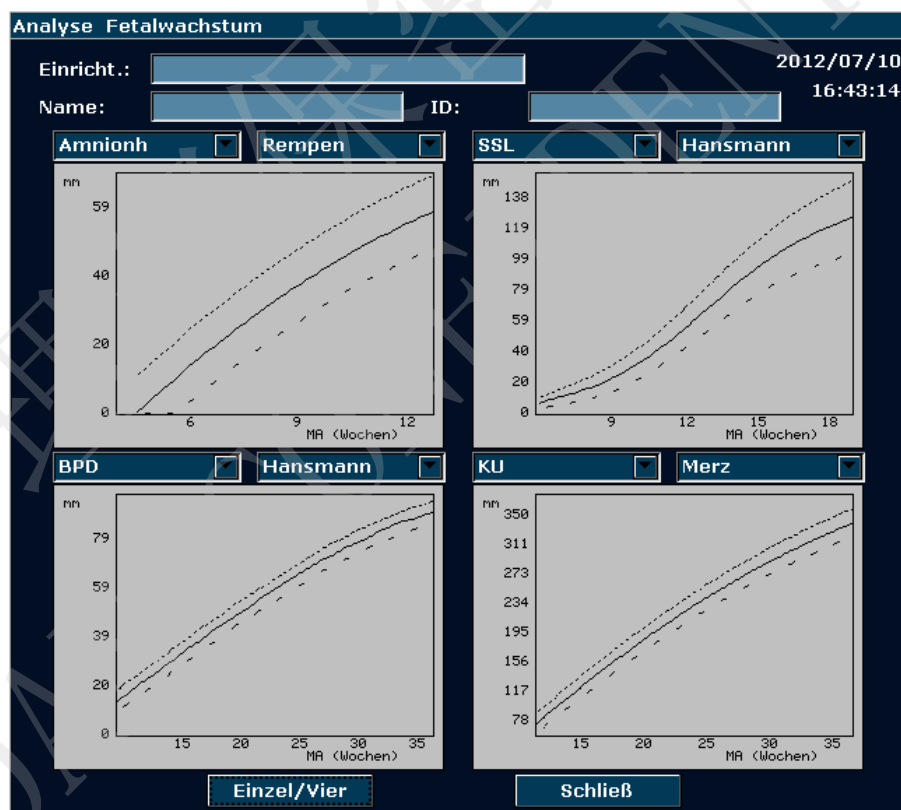 Analyse Fetalwachstum
Einricht.:
2012/07/10
Name: ID: 16:43:14
Amnionh Rempen SSL Hansmann
mm
59
40
20
0
6 9 12
MA (Wochen)
mm
138
119
99
79
59
40
20
0
9 12 15 18
MA (Wochen)
BPD Hansmann KU Merz
mm
79
59
39
20
0
15 20 25 30 35
MA (Wochen)
mm
350
311
273
234
195
156
117
78
15 20 25 30 35
MA (Wochen)
Einzel/Vier Schließ